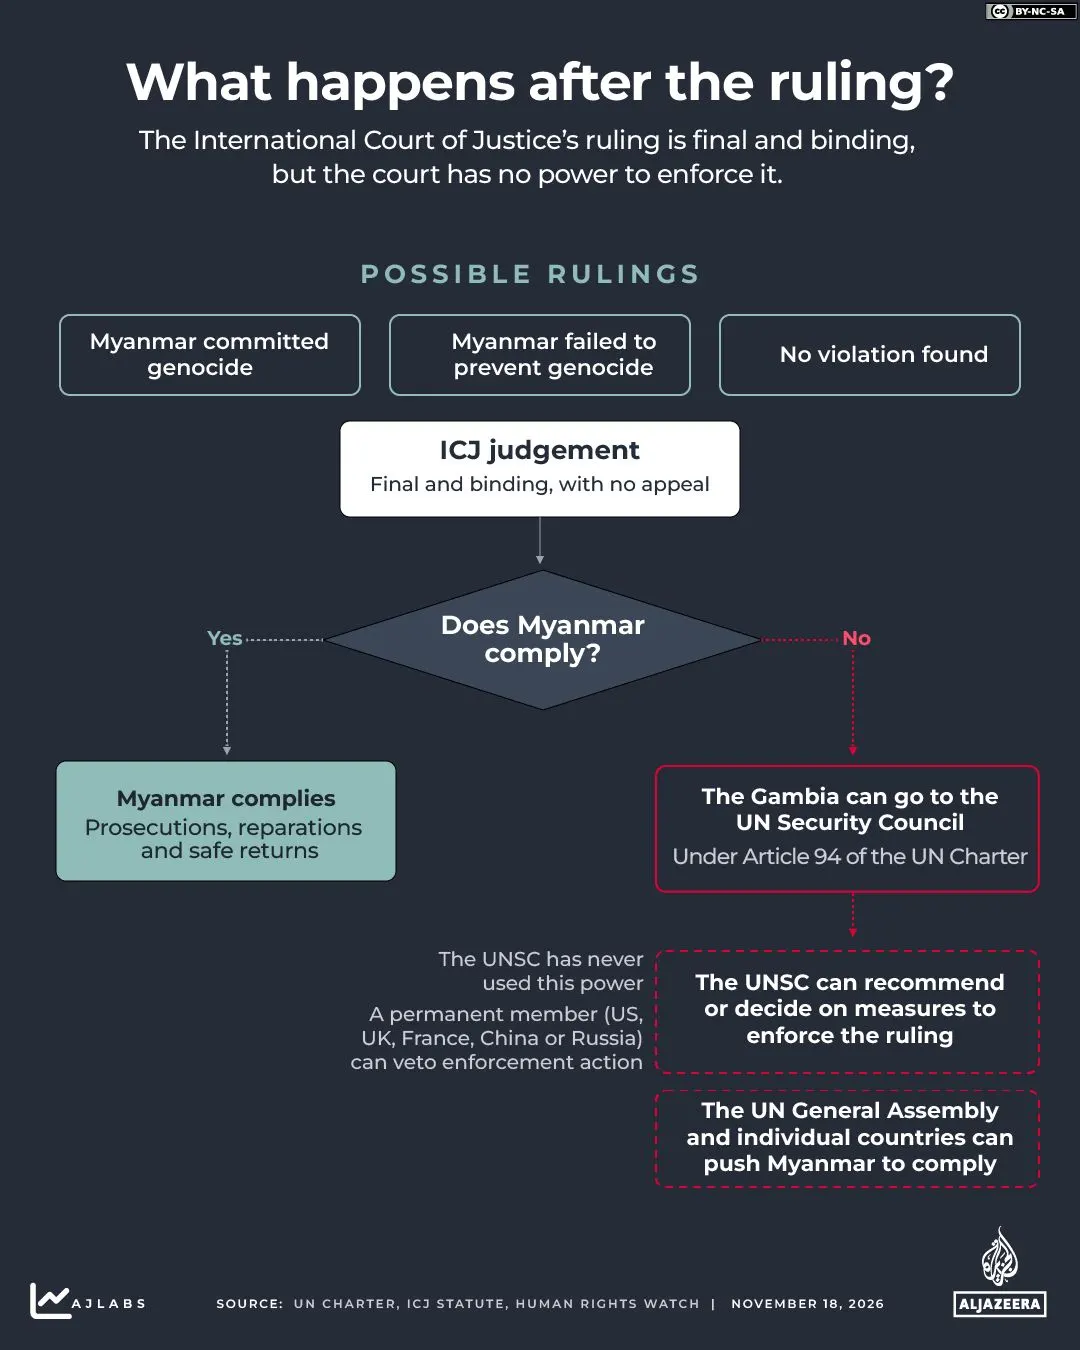 BY-NC-SA
What happens after the ruling?
The International Court of Justice’s ruling is final and binding,
but the court has no power to enforce it.
POSSIBLE RULINGS
Myanmar committed
genocide
Myanmar failed to
prevent genocide
No violation found
ICJ judgement
Final and binding, with no appeal
Does Myanmar
comply?
Yes
No
Myanmar complies
Prosecutions, reparations
and safe returns
The Gambia can go to the
UN Security Council
Under Article 94 of the UN Charter
The UNSC has never
used this power
A permanent member (US,
UK, France, China or Russia)
can veto enforcement action
The UNSC can recommend
or decide on measures to
enforce the ruling
The UN General Assembly
and individual countries can
push Myanmar to comply
AJLABS
SOURCE: UN CHARTER, ICJ STATUTE, HUMAN RIGHTS WATCH | NOVEMBER 18, 2026
ALJAZEERA